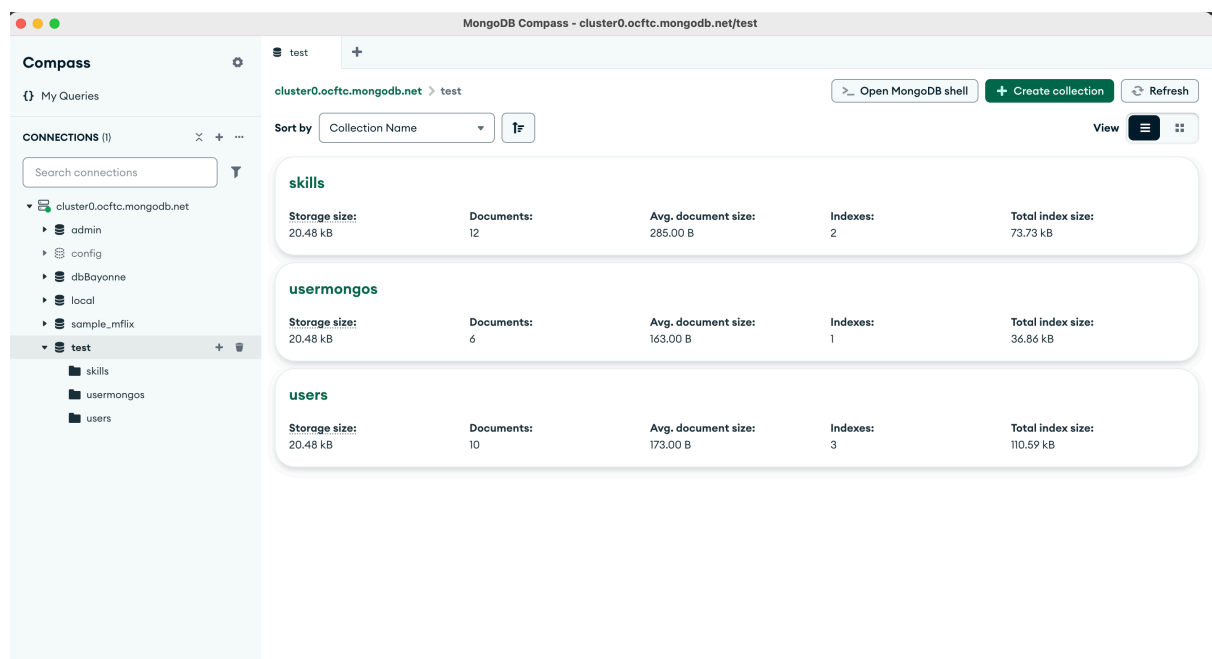 MongoDB Compass - cluster0.ocftc.mongodb.net/test
Compass
{} My Queries
CONNECTIONS (1)
Search connections
cluster0.ocftc.mongodb.net
admin
config
dbBayonne
local
sample_mflix
test
skills
usermongos
users
test
cluster0.ocftc.mongodb.net > test
>_ Open MongoDB shell
+ Create collection
Refresh
Sort by Collection Name
View
skills
Storage size: Documents: Avg. document size: Indexes: Total index size:
20.48 kB 12 285.00 B 2 73.73 kB
usermongos
Storage size: Documents: Avg. document size: Indexes: Total index size:
20.48 kB 6 163.00 B 1 36.86 kB
users
Storage size: Documents: Avg. document size: Indexes: Total index size:
20.48 kB 10 173.00 B 3 110.59 kB